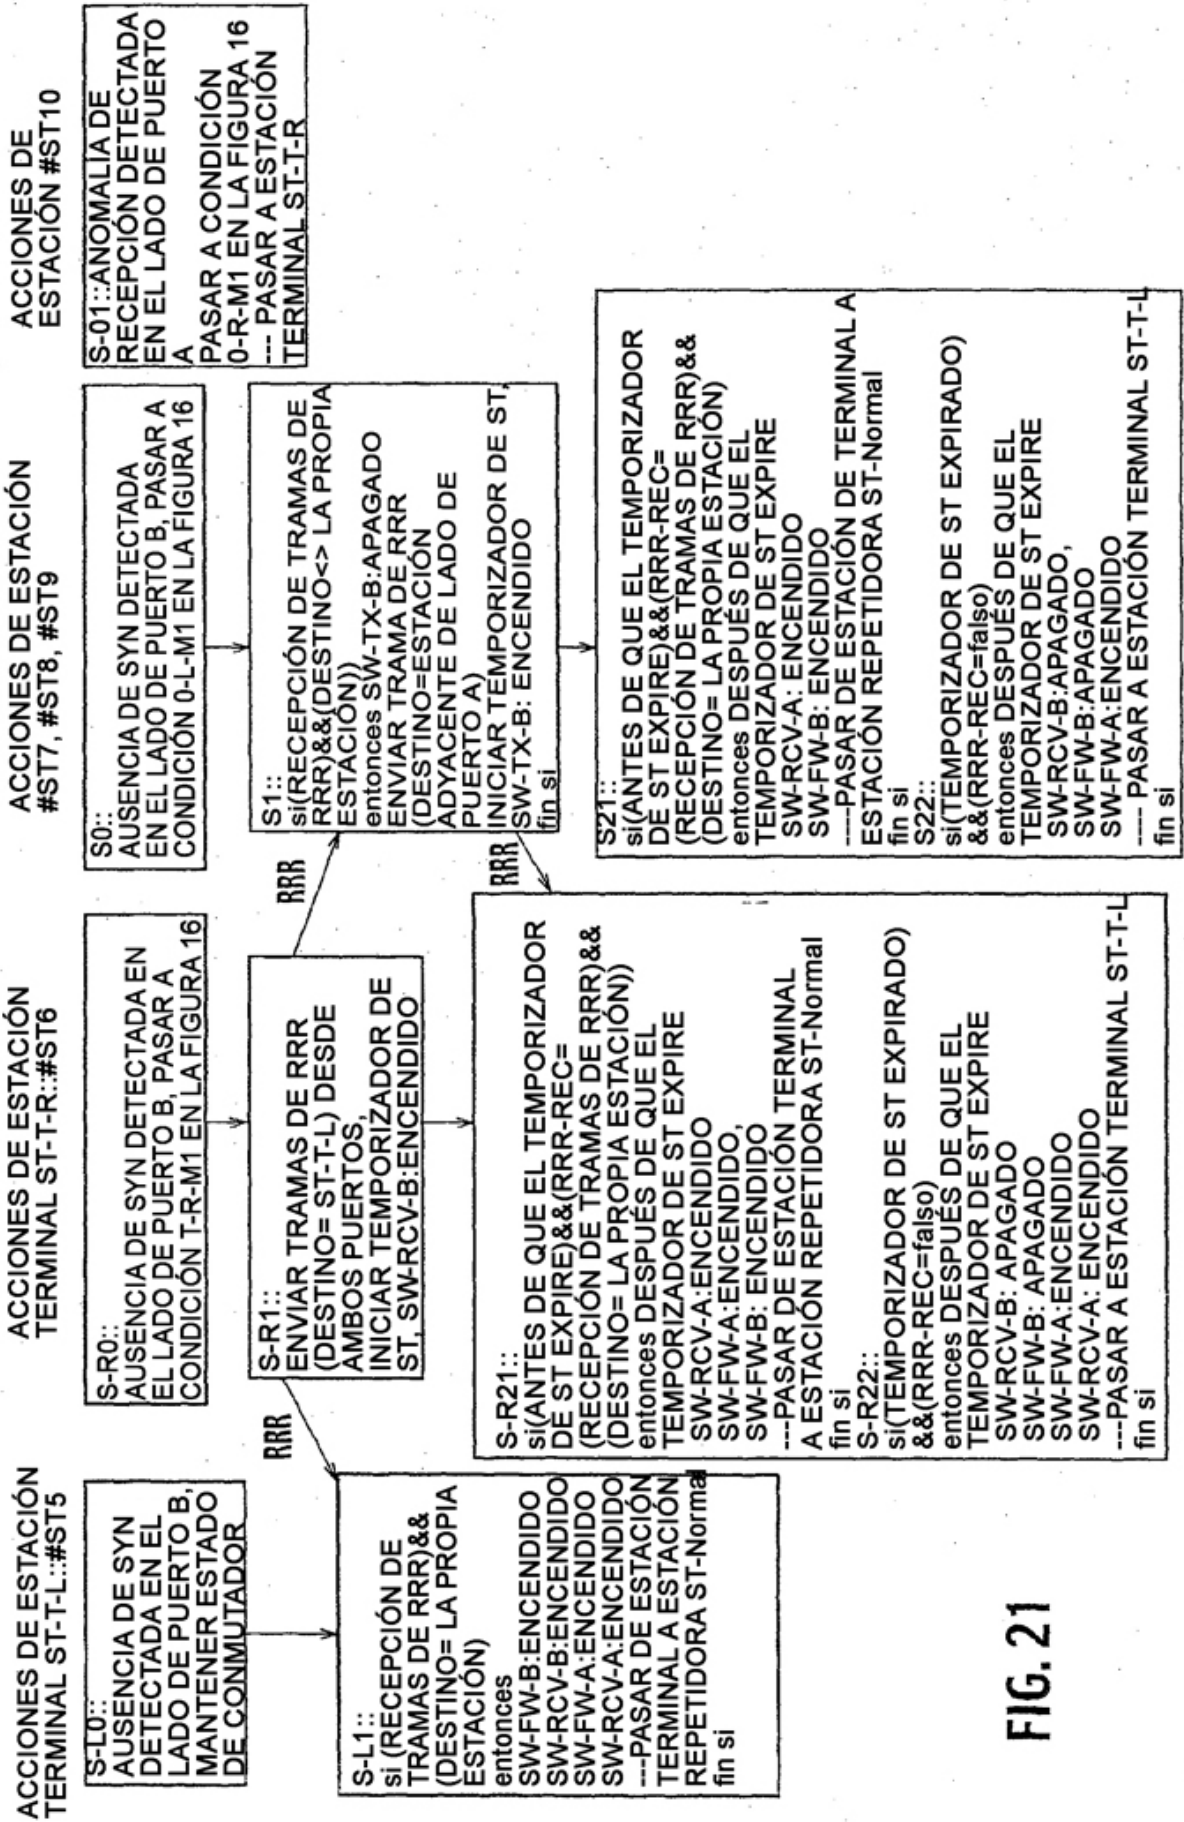 ACCIONES DE ESTACIÓN
TERMINAL ST-T-L::#ST5
S-L0::
AUSENCIA DE SYN
DETECTADA EN EL
LADO DE PUERTO B,
MANTENER ESTADO
DE CONMUTADOR
S-L1::
si (RECEPCIÓN DE
TRAMAS DE RRR)&&
(DESTINO= LA PROPIA
ESTACIÓN)
entonces
SW-FW-B:ENCENDIDO
SW-RCV-B:ENCENDIDO
SW-FW-A:ENCENDIDO
SW-RCV-A:ENCENDIDO
---PASAR DE ESTACIÓN
TERMINAL A ESTACIÓN
REPETIDORA ST-Normal
fin si
ACCIONES DE ESTACIÓN
TERMINAL ST-T-R::#ST6
S-R0::
AUSENCIA DE SYN DETECTADA EN
EL LADO DE PUERTO B, PASAR A
CONDICIÓN T-R-M1 EN LA FIGURA 16
S-R1::
ENVIAR TRAMAS DE RRR
(DESTINO= ST-T-L) DESDE
AMBOS PUERTOS,
INICIAR TEMPORIZADOR DE
ST, SW-RCV-B:ENCENDIDO
RRR
RRR
S-R21::
si(ANTES DE QUE EL TEMPORIZADOR
DE ST EXPIRE)&&(RRR-REC=
(RECEPCIÓN DE TRAMAS DE RRR)&&
(DESTINO= LA PROPIA ESTACIÓN))
entonces DESPUÉS DE QUE EL
TEMPORIZADOR DE ST EXPIRE
SW-RCV-A:ENCENDIDO
SW-FW-A:ENCENDIDO,
SW-FW-B: ENCENDIDO
---PASAR DE ESTACIÓN TERMINAL
A ESTACIÓN REPETIDORA ST-Normal
fin si
S-R22::
si(TEMPORIZADOR DE ST EXPIRADO)
&&(RRR-REC=falso)
entonces DESPUÉS DE QUE EL
TEMPORIZADOR DE ST EXPIRE
SW-RCV-B: APAGADO
SW-FW-B: APAGADO
SW-FW-A:ENCENDIDO
SW-RCV-A: ENCENDIDO
---PASAR A ESTACIÓN TERMINAL ST-T-L
fin si
ACCIONES DE ESTACIÓN
#ST7, #ST8, #ST9
S0::
AUSENCIA DE SYN DETECTADA
EN EL LADO DE PUERTO B, PASAR A
CONDICIÓN 0-L-M1 EN LA FIGURA 16
S1::
si(RECEPCIÓN DE TRAMAS DE
RRR)&&(DESTINO<> LA PROPIA
ESTACIÓN))
entonces SW-TX-B:APAGADO
ENVIAR TRAMA DE RRR
(DESTINO=ESTACIÓN
ADYACENTE DE LADO DE
PUERTO A)
INICIAR TEMPORIZADOR DE ST,
SW-TX-B: ENCENDIDO
fin si
RRR
S21::
si(ANTES DE QUE EL TEMPORIZADOR
DE ST EXPIRE)&&(RRR-REC=
(RECEPCIÓN DE TRAMAS DE RRR)&&
(DESTINO= LA PROPIA ESTACIÓN)
entonces DESPUÉS DE QUE EL
TEMPORIZADOR DE ST EXPIRE
SW-RCV-A: ENCENDIDO
SW-FW-B: ENCENDIDO
----PASAR DE ESTACIÓN DE TERMINAL A
ESTACIÓN REPETIDORA ST-Normal
fin si
S22::
si(TEMPORIZADOR DE ST EXPIRADO)
&&(RRR-REC=falso)
entonces DESPUÉS DE QUE EL
TEMPORIZADOR DE ST EXPIRE
SW-RCV-B:APAGADO,
SW-FW-B:APAGADO
SW-FW-A:ENCENDIDO
---- PASAR A ESTACIÓN TERMINAL ST-T-L
fin si
ACCIONES DE
ESTACIÓN #ST10
S-01::ANOMALÍA DE
RECEPCIÓN DETECTADA
EN EL LADO DE PUERTO
A
PASAR A CONDICIÓN
0-R-M1 EN LA FIGURA 16
--- PASAR A ESTACIÓN
TERMINAL ST-T-R
FIG. 21